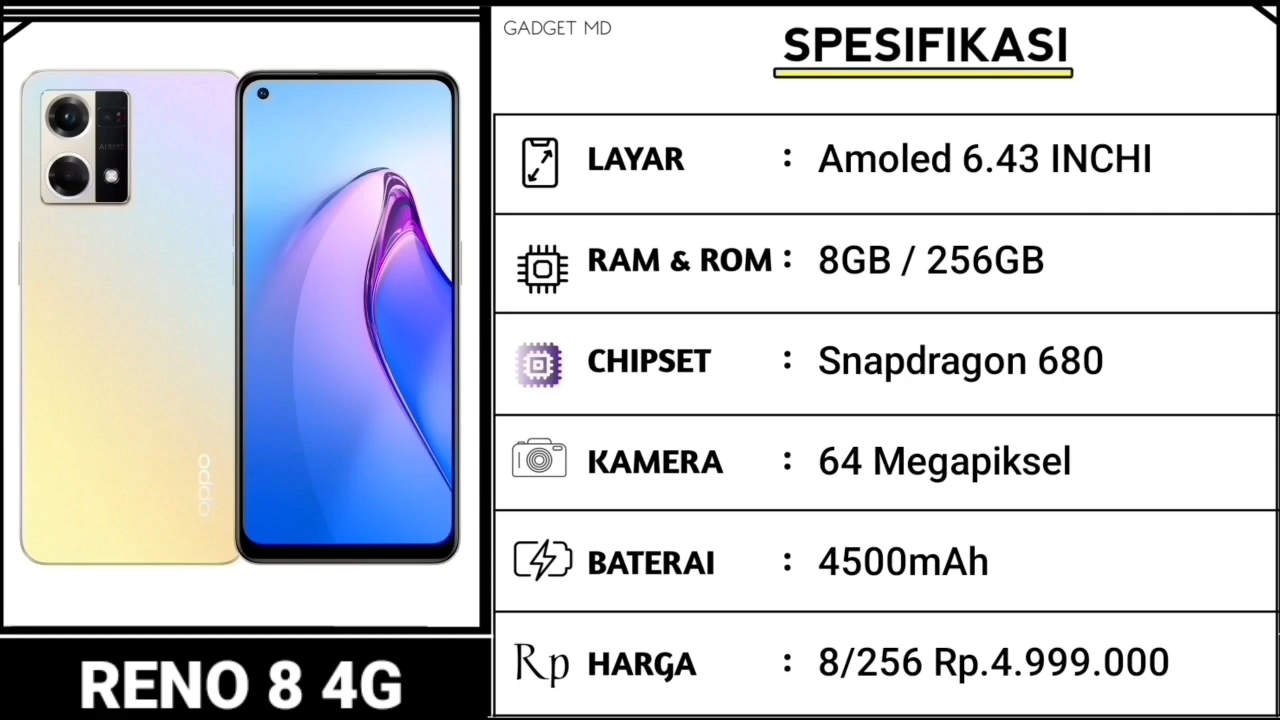 GADGET MD
SPESIFIKASI
LAYAR : Amoled 6.43 INCHI
RAM & ROM : 8GB / 256GB
CHIPSET : Snapdragon 680
KAMERA : 64 Megapiksel
BATERAI : 4500mAh
Rp HARGA : 8/256 Rp.4.999.000
oppo
RENO 8 4G